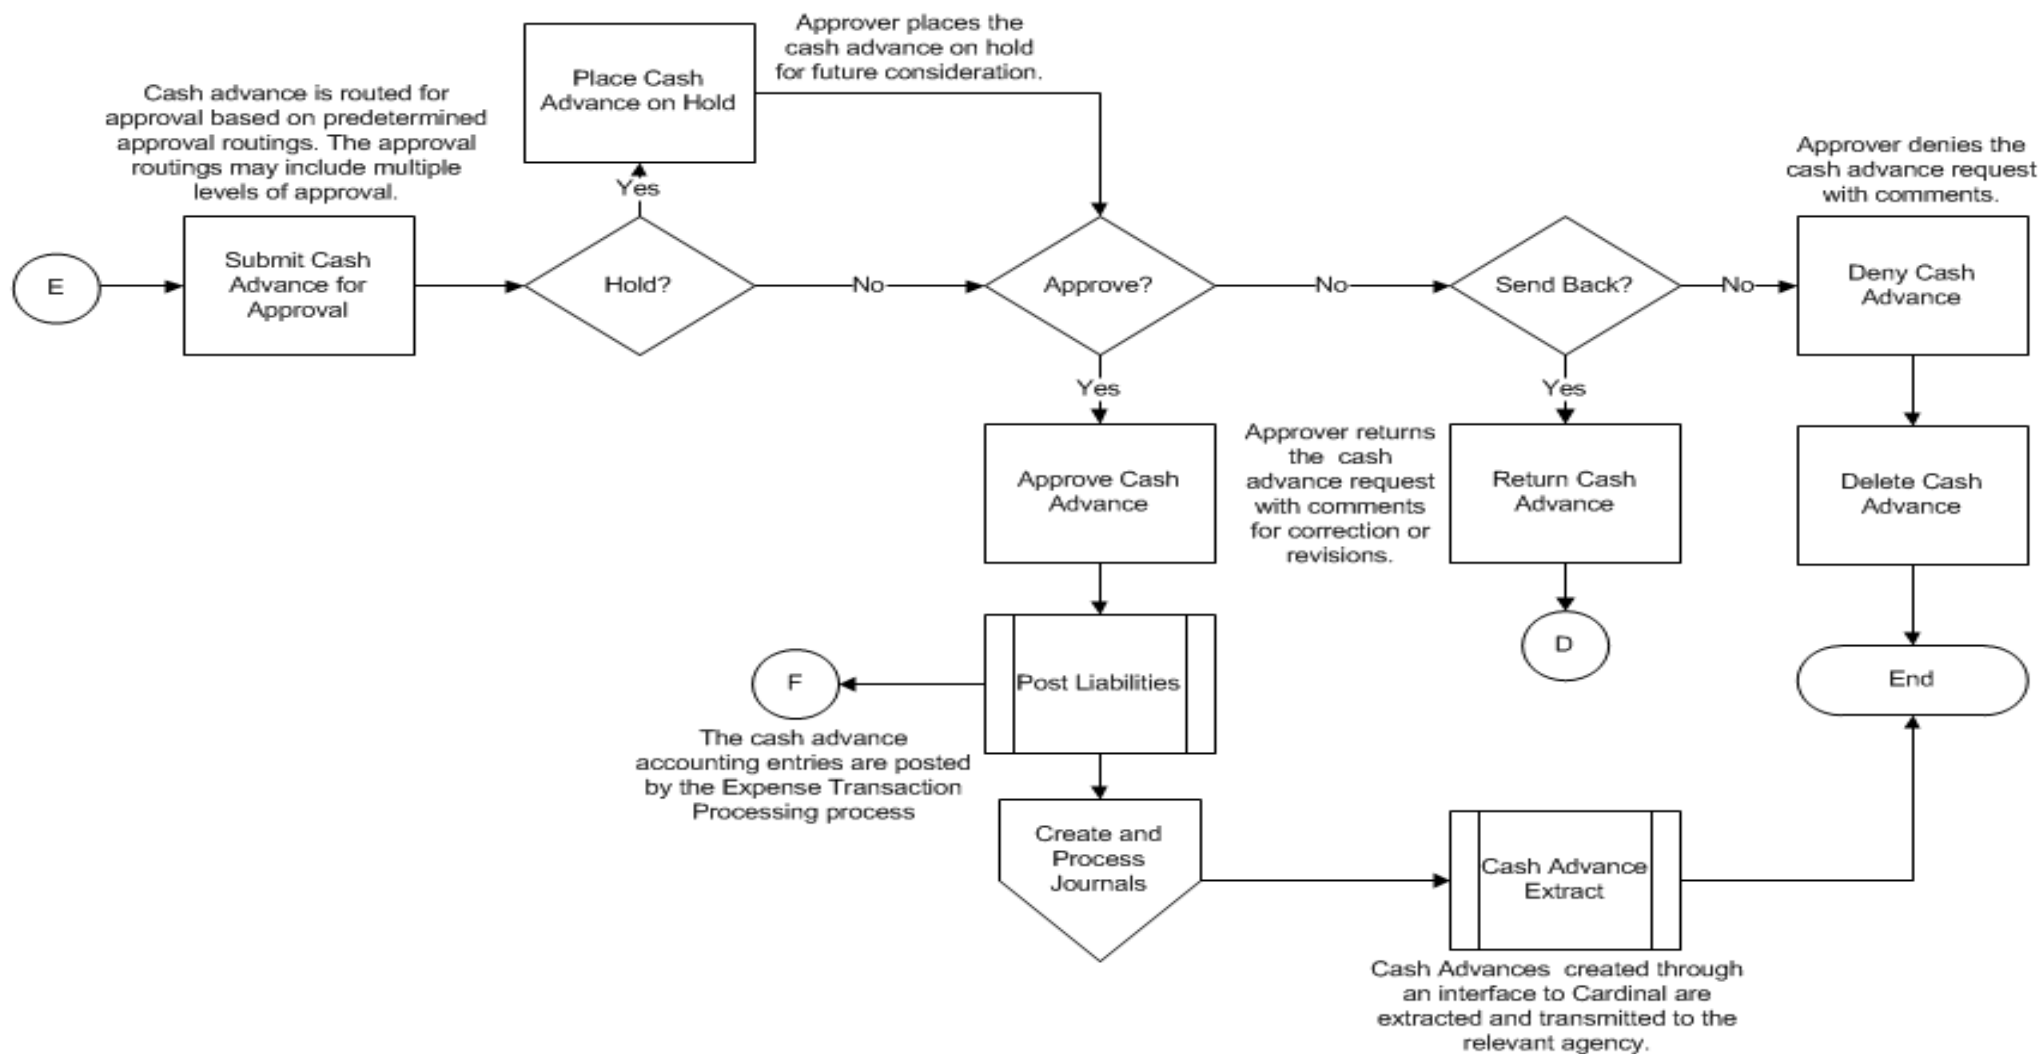 Approver places the
cash advance on hold
for future consideration.
Place Cash
Advance on Hold
Cash advance is routed for
approval based on predetermined
approval routings. The approval
routings may include multiple
levels of approval.
Approver denies the
cash advance request
with comments.
Yes
E
Submit Cash
Advance for
Approval
Hold?
No
Approve?
No
Send Back?
No
Deny Cash
Advance
Yes
Yes
Approve Cash
Advance
Approver returns
the cash
advance request
with comments
for correction or
revisions.
Return Cash
Advance
Delete Cash
Advance
F
Post Liabilities
D
End
The cash advance
accounting entries are posted
by the Expense Transaction
Processing process
Create and
Process
Journals
Cash Advance
Extract
Cash Advances created through
an interface to Cardinal are
extracted and transmitted to the
relevant agency.